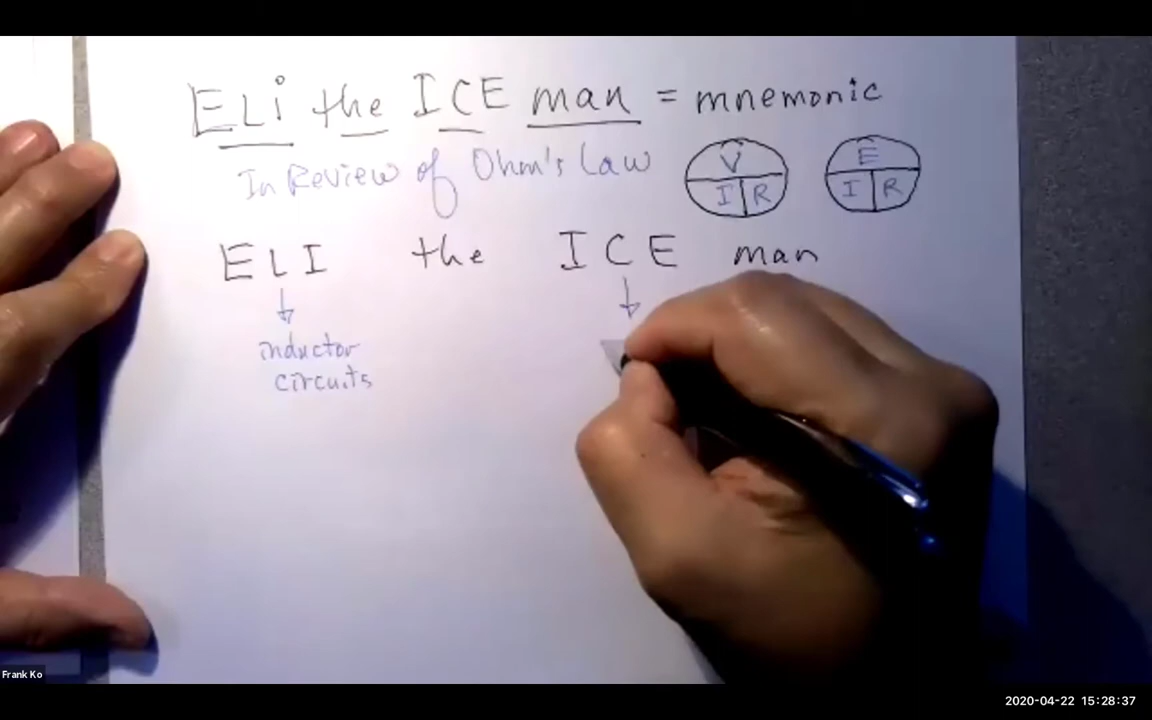 ELi the ICE man = mnemonic
In Review of Ohm's Law V I R E I R
ELI the ICE man
inductor
circuits
Frank Ko
2020-04-22 15:28:37